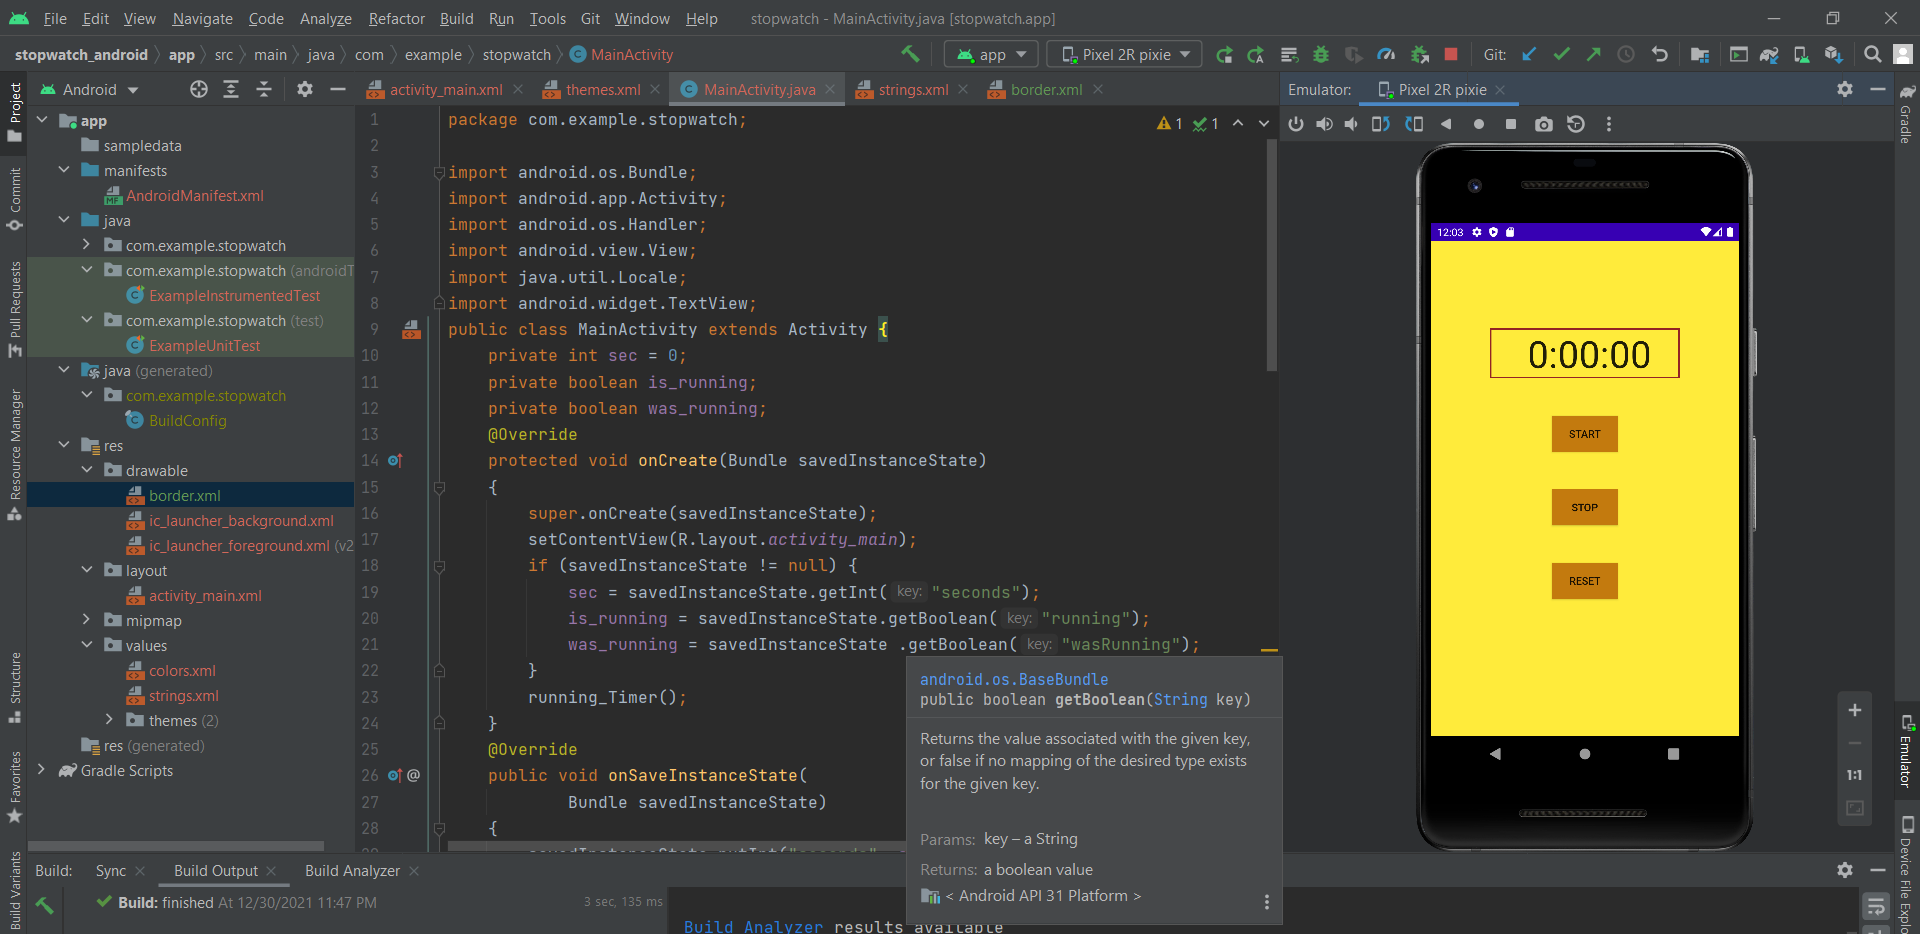 File Edit View Navigate Code Analyze Refactor Build Run Tools Git Window Help stopwatch - MainActivity.java [stopwatch.app]
stopwatch_android app src main java com example stopwatch MainActivity app Pixel 2R pixie Git:
Project
Commit
Pull Requests
Resource Manager
Structure
Favorites
Build Variants
Android
app
sampledata
manifests
AndroidManifest.xml
java
com.example.stopwatch
com.example.stopwatch (androidT
ExampleInstrumentedTest
com.example.stopwatch (test)
ExampleUnitTest
java (generated)
com.example.stopwatch
BuildConfig
res
drawable
border.xml
ic_launcher_background.xml
ic_launcher_foreground.xml (v2
layout
activity_main.xml
mipmap
values
colors.xml
strings.xml
themes (2)
res (generated)
Gradle Scripts
activity_main.xml themes.xml MainActivity.java strings.xml border.xml
1 1
1 package com.example.stopwatch;
2
3 import android.os.Bundle;
4 import android.app.Activity;
5 import android.os.Handler;
6 import android.view.View;
7 import java.util.Locale;
8 import android.widget.TextView;
9 public class MainActivity extends Activity {
10 private int sec = 0;
11 private boolean is_running;
12 private boolean was_running;
13 @Override
14 protected void onCreate(Bundle savedInstanceState)
15 {
16 super.onCreate(savedInstanceState);
17 setContentView(R.layout.activity_main);
18 if (savedInstanceState != null) {
19 sec = savedInstanceState.getInt( key: "seconds");
20 is_running = savedInstanceState.getBoolean( key: "running");
21 was_running = savedInstanceState .getBoolean( key: "wasRunning");
22 }
23 running_Timer();
24 }
25 @Override
26 @ public void onSaveInstanceState(
27 Bundle savedInstanceState)
28 {
android.os.BaseBundle
public boolean getBoolean(String key)
Returns the value associated with the given key,
or false if no mapping of the desired type exists
for the given key.
Params: key – a String
Returns: a boolean value
< Android API 31 Platform >
Emulator: Pixel 2R pixie
12:03
0:00:00
START
STOP
RESET
1:1
Gradle
Emulator
Device File Explo
Build: Sync Build Output Build Analyzer
Build: finished At 12/30/2021 11:47 PM 3 sec, 135 ms
Build Analyzer results available